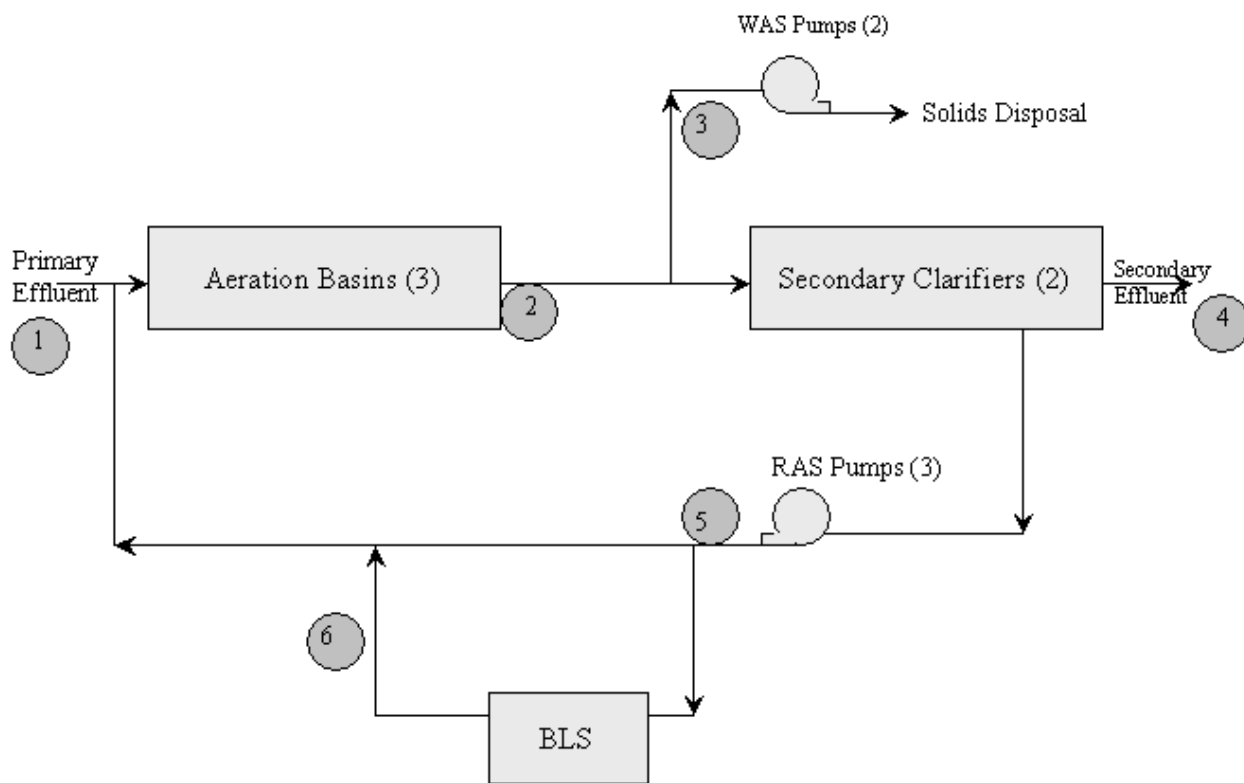 WAS Pumps (2)
3
Solids Disposal
Primary
Effluent
1
Aeration Basins (3)
2
Secondary Clarifiers (2)
Secondary
Effluent
4
RAS Pumps (3)
5
6
BLS